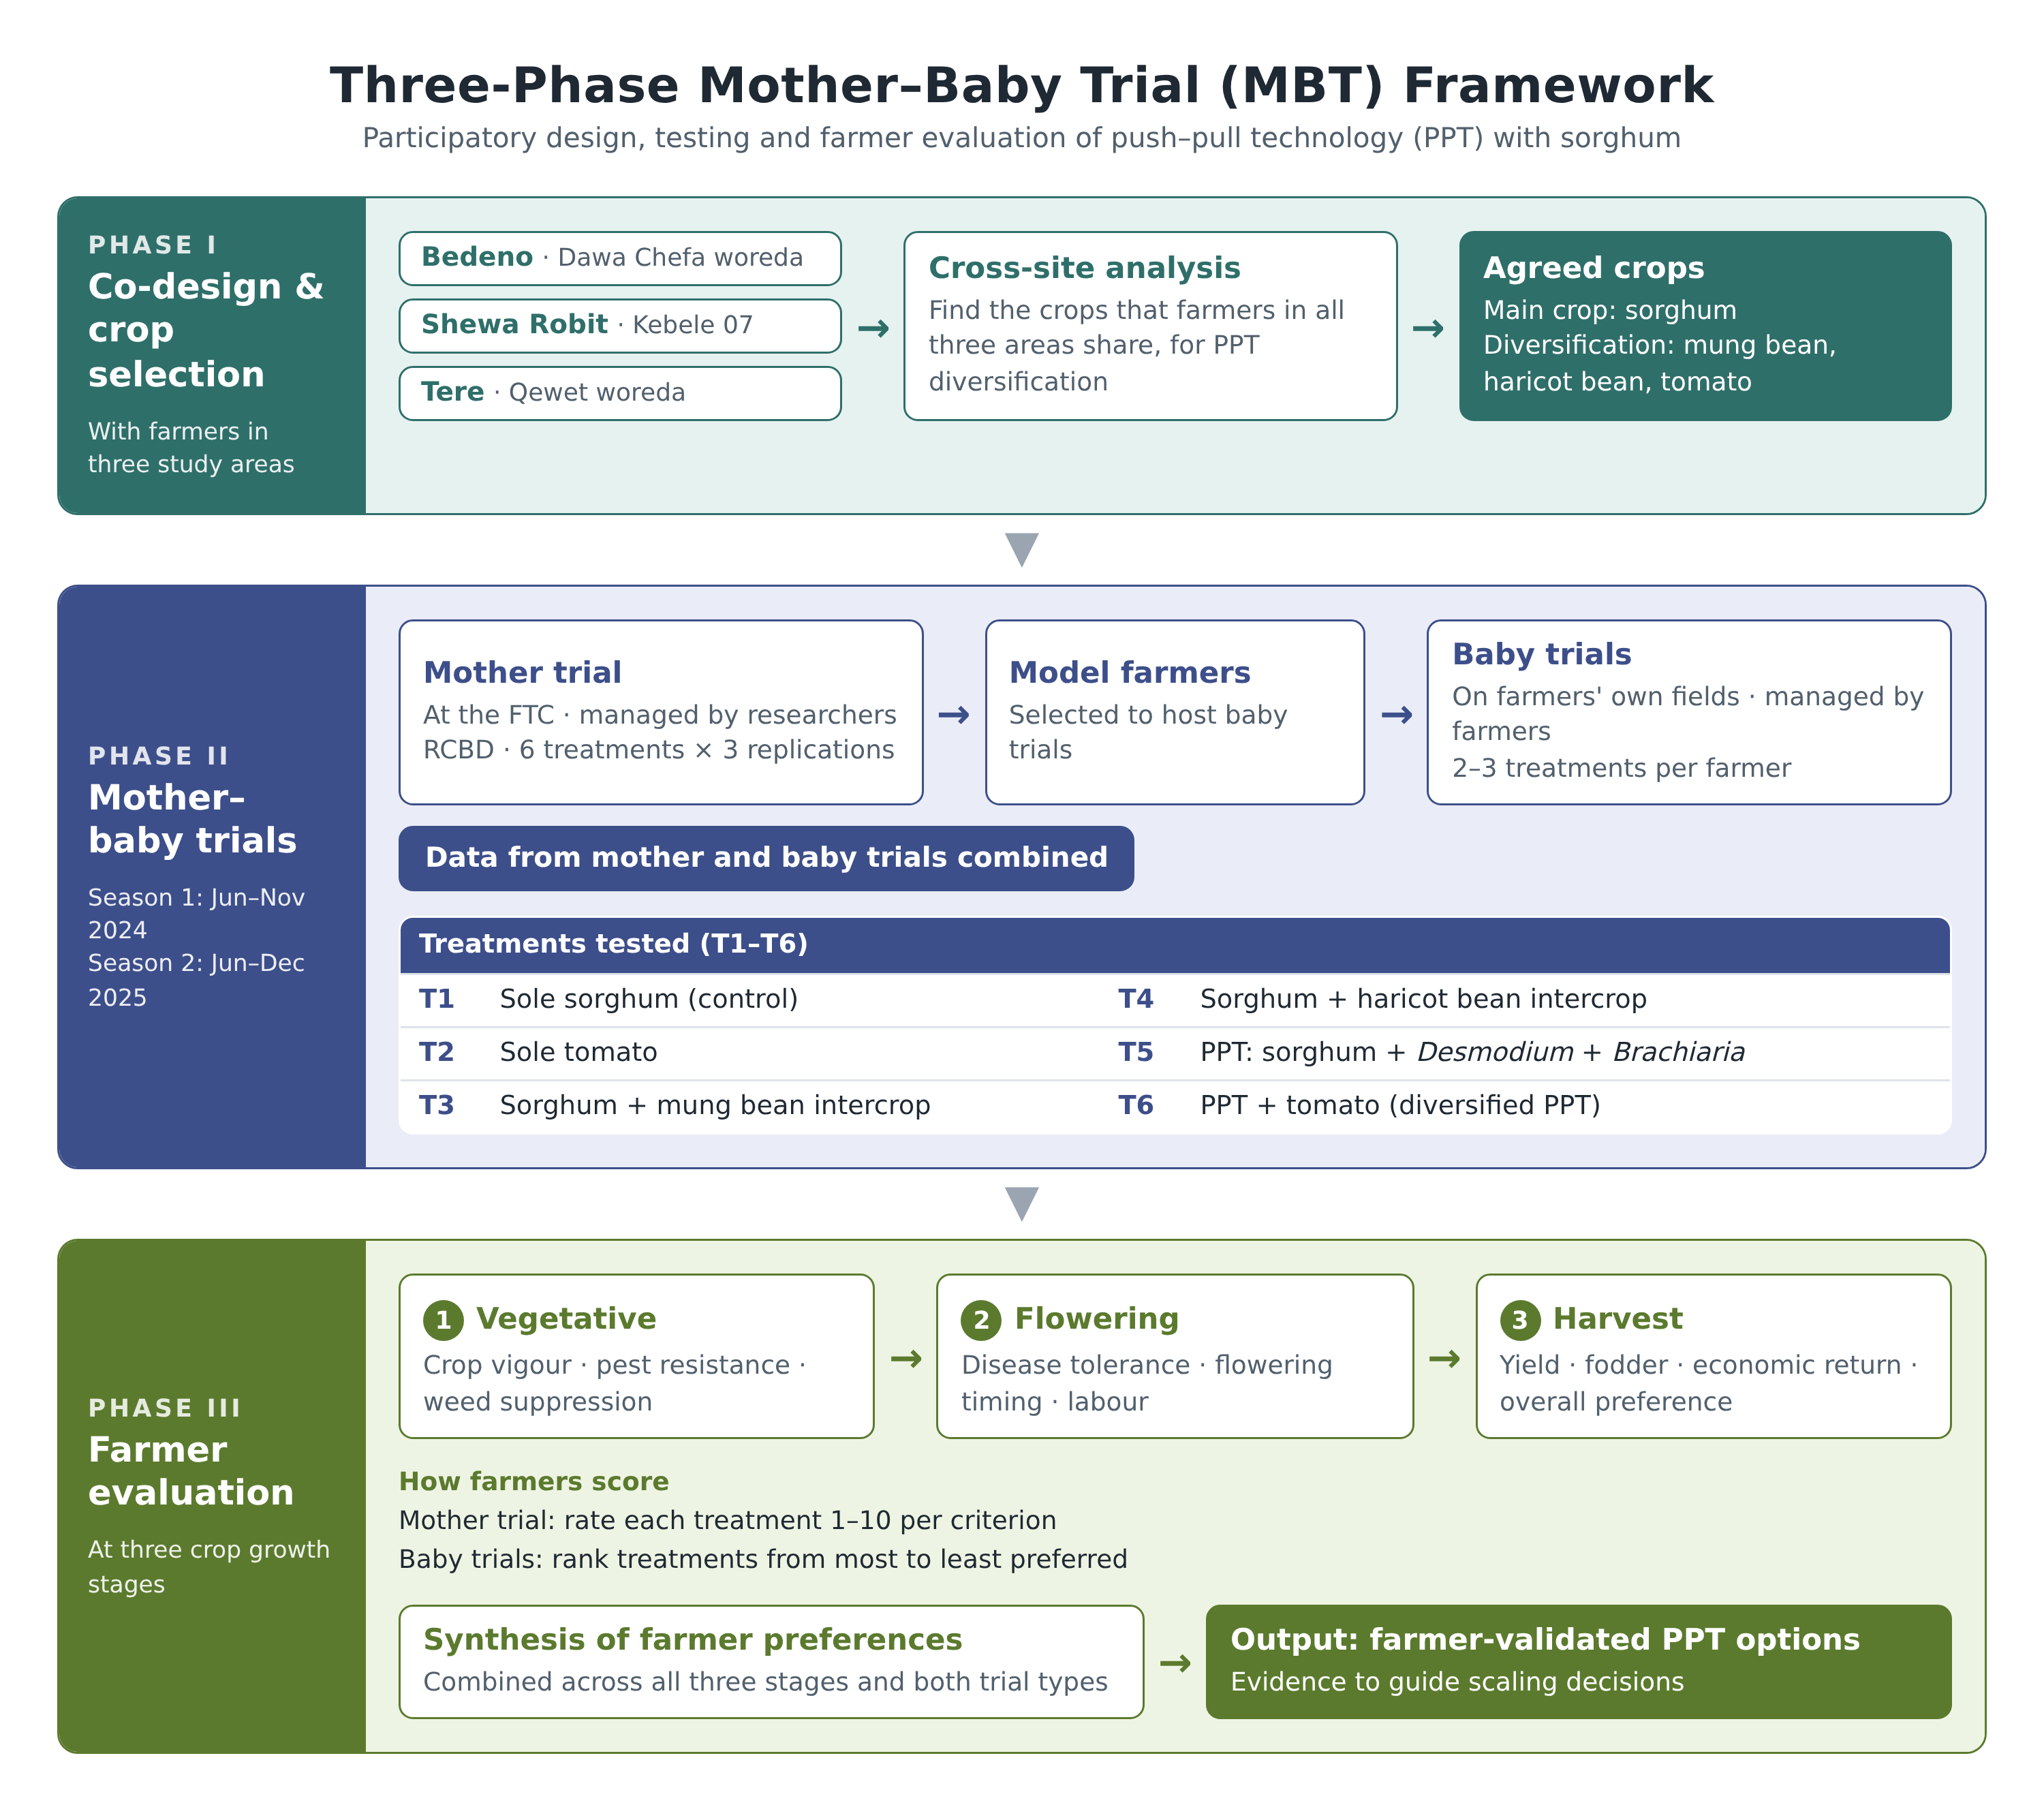 Three-Phase Mother–Baby Trial (MBT) Framework
Participatory design, testing and farmer evaluation of push–pull technology (PPT) with sorghum
PHASE I
Co-design &
crop
selection
With farmers in
three study areas
Bedeno · Dawa Chefa woreda
Shewa Robit · Kebele 07
Tere · Qewet woreda
→
Cross-site analysis
Find the crops that farmers in all
three areas share, for PPT
diversification
→
Agreed crops
Main crop: sorghum
Diversification: mung bean,
haricot bean, tomato
▼
PHASE II
Mother–
baby trials
Season 1: Jun–Nov
2024
Season 2: Jun–Dec
2025
Mother trial
At the FTC · managed by researchers
RCBD · 6 treatments × 3 replications
→
Model farmers
Selected to host baby
trials
→
Baby trials
On farmers' own fields · managed by
farmers
2–3 treatments per farmer
Data from mother and baby trials combined
Treatments tested (T1–T6)
T1 Sole sorghum (control) T4 Sorghum + haricot bean intercrop
T2 Sole tomato T5 PPT: sorghum + Desmodium + Brachiaria
T3 Sorghum + mung bean intercrop T6 PPT + tomato (diversified PPT)
▼
PHASE III
Farmer
evaluation
At three crop growth
stages
1 Vegetative
Crop vigour · pest resistance ·
weed suppression
→
2 Flowering
Disease tolerance · flowering
timing · labour
→
3 Harvest
Yield · fodder · economic return ·
overall preference
How farmers score
Mother trial: rate each treatment 1–10 per criterion
Baby trials: rank treatments from most to least preferred
Synthesis of farmer preferences
Combined across all three stages and both trial types
→
Output: farmer-validated PPT options
Evidence to guide scaling decisions